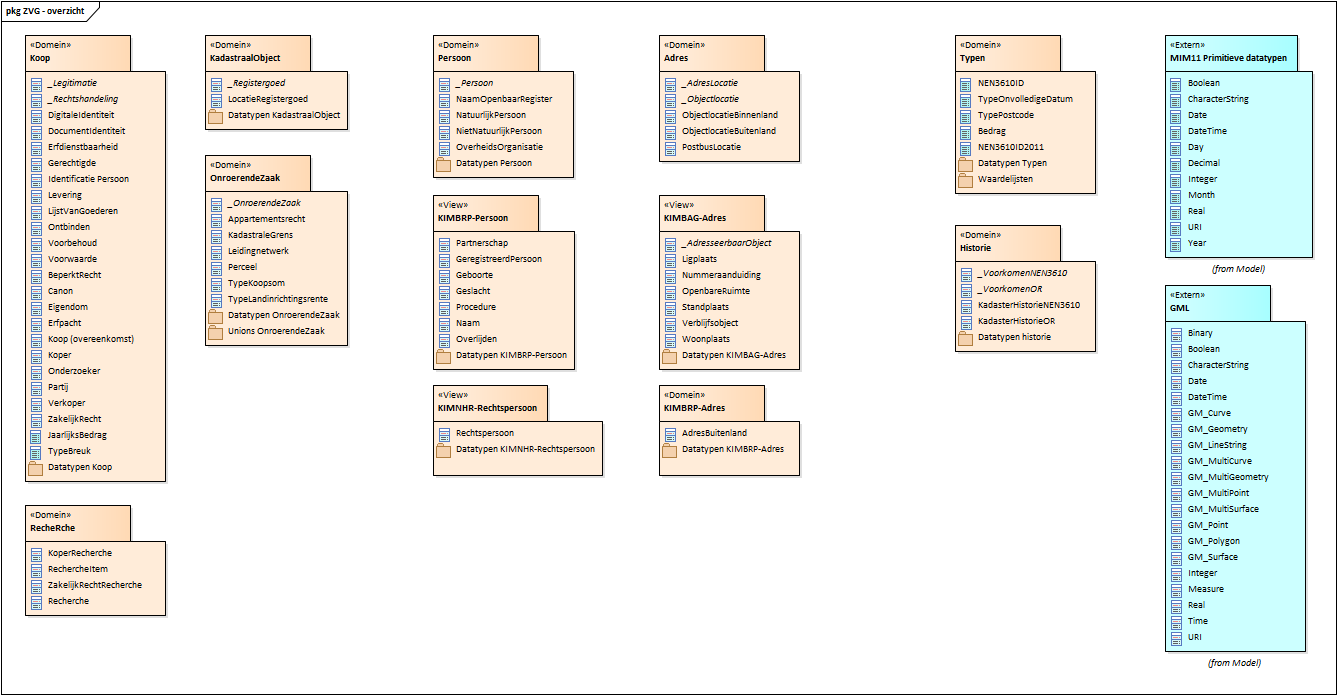 pkg ZVG - overzicht
«Domein»
Koop
_Legitimatie
_Rechtshandeling
DigitaleIdentiteit
DocumentIdentiteit
Erfdienstbaarheid
Gerechtigde
Identificatie Persoon
Levering
LijstVanGoederen
Ontbinden
Voorbehoud
Voorwaarde
BeperktRecht
Canon
Eigendom
Erfpacht
Koop (overeenkomst)
Koper
Onderzoeker
Partij
Verkoper
ZakelijkRecht
JaarlijksBedrag
TypeBreuk
Datatypen Koop
«Domein»
RecheRche
KoperRecherche
RechercheItem
ZakelijkRechtRecherche
Recherche
«Domein»
KadastraalObject
_Registergoed
LocatieRegistergoed
Datatypen KadastraalObject
«Domein»
OnroerendeZaak
_OnroerendeZaak
Appartementsrecht
KadastraleGrens
Leidingnetwerk
Perceel
TypeKoopsom
TypeLandinrichtingsrente
Datatypen OnroerendeZaak
Unions OnroerendeZaak
«Domein»
Persoon
_Persoon
NaamOpenbaarRegister
NatuurlijkPersoon
NietNatuurlijkPersoon
OverheidsOrganisatie
Datatypen Persoon
«View»
KIMBRP-Persoon
Partnerschap
GeregistreerdPersoon
Geboorte
Geslacht
Procedure
Naam
Overlijden
Datatypen KIMBRP-Persoon
«View»
KIMNHR-Rechtspersoon
Rechtspersoon
Datatypen KIMNHR-Rechtspersoon
«Domein»
Adres
_AdresLocatie
_Objectlocatie
ObjectlocatieBinnenland
ObjectlocatieBuitenland
PostbusLocatie
«View»
KIMBAG-Adres
_AdresseerbaarObject
Ligplaats
Nummeraanduiding
OpenbareRuimte
Standplaats
Verblijfsobject
Woonplaats
Datatypen KIMBAG-Adres
«Domein»
KIMBRP-Adres
AdresBuitenland
Datatypen KIMBRP-Adres
«Domein»
Typen
NEN3610ID
TypeOnvolledigeDatum
TypePostcode
Bedrag
NEN3610ID2011
Datatypen Typen
Waardelijsten
«Domein»
Historie
_VoorkomenNEN3610
_VoorkomenOR
KadasterHistorieNEN3610
KadasterHistorieOR
Datatypen historie
«Extern»
MIM11 Primitieve datatypen
Boolean
CharacterString
Date
DateTime
Day
Decimal
Integer
Month
Real
URI
Year
(from Model)
«Extern»
GML
Binary
Boolean
CharacterString
Date
DateTime
GM_Curve
GM_Geometry
GM_LineString
GM_MultiCurve
GM_MultiGeometry
GM_MultiPoint
GM_MultiSurface
GM_Point
GM_Polygon
GM_Surface
Integer
Measure
Real
Time
URI
(from Model)